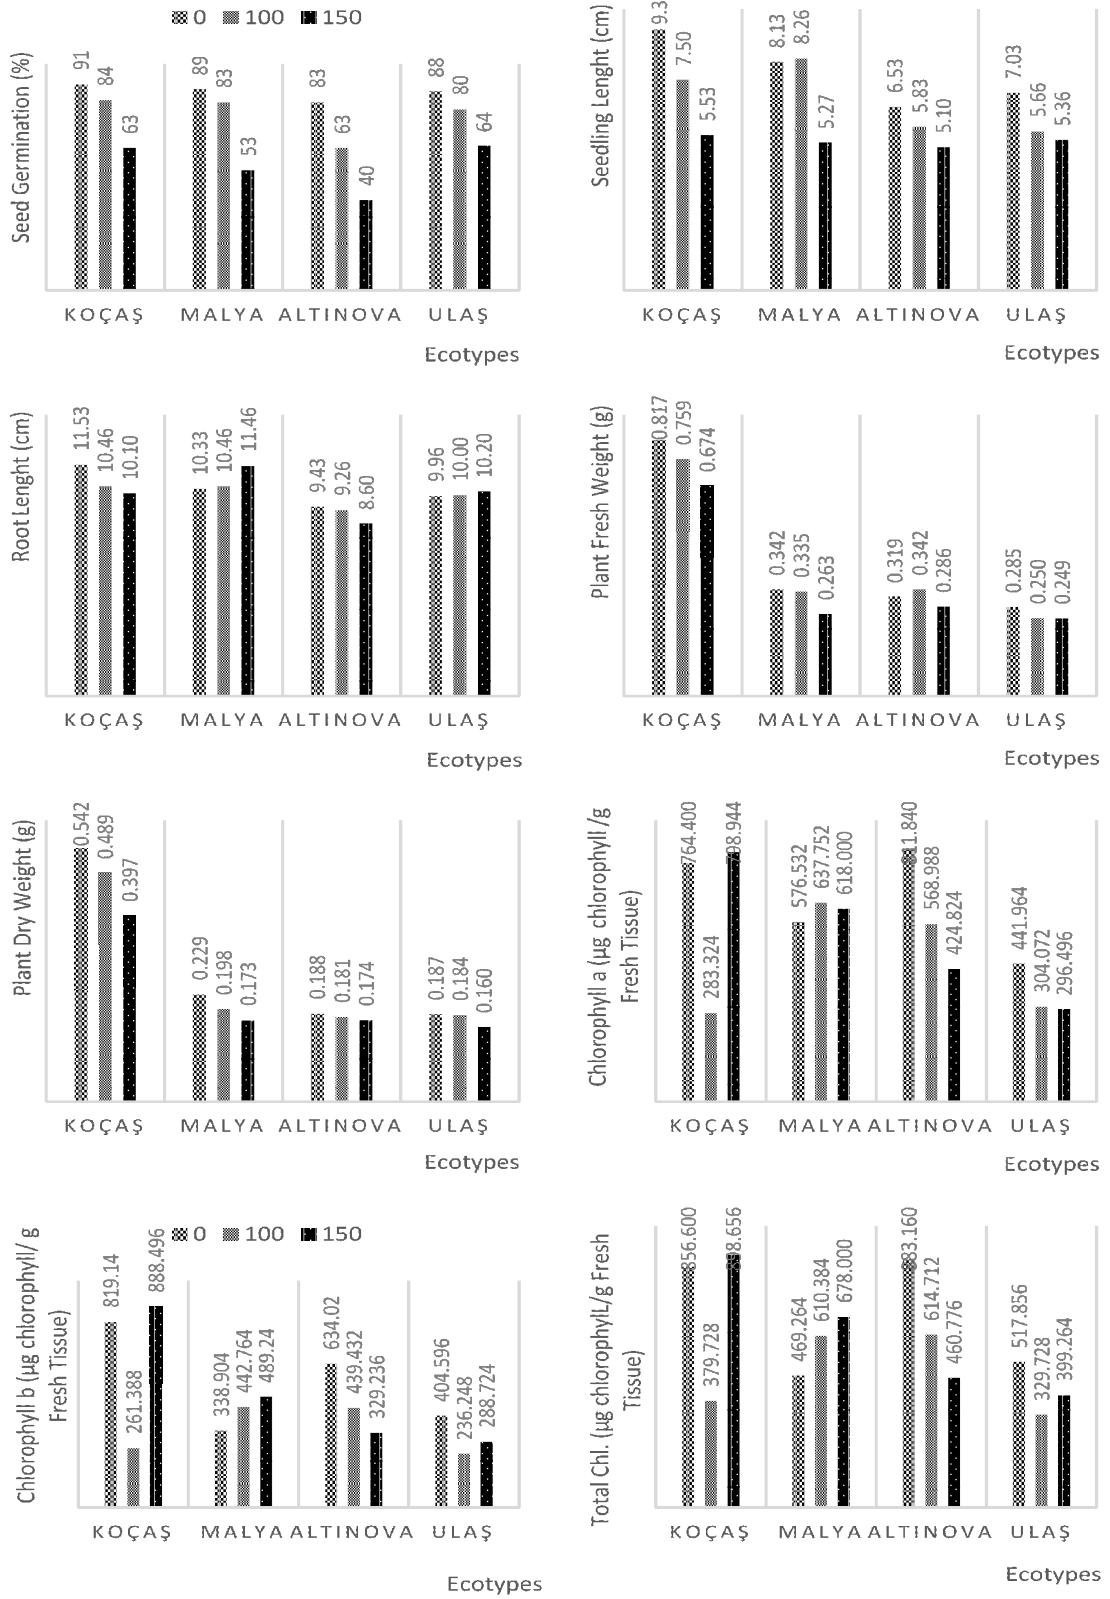 0 100 150
Seed Germination (%)
91 84 63 89 83 53 83 63 40 88 80 64
KOÇAŞ MALYA ALTINOVA ULAŞ
Ecotypes
Seedling Lenght (cm)
9.3 7.50 5.53 8.13 8.26 5.27 6.53 5.83 5.10 7.03 5.66 5.36
KOÇAŞ MALYA ALTINOVA ULAŞ
Ecotypes
Root Lenght (cm)
11.53 10.46 10.10 10.33 10.46 11.46 9.43 9.26 8.60 9.96 10.00 10.20
KOÇAŞ MALYA ALTINOVA ULAŞ
Ecotypes
Plant Fresh Weight (g)
0.817 0.759 0.674 0.342 0.335 0.263 0.319 0.342 0.286 0.285 0.250 0.249
KOÇAŞ MALYA ALTINOVA ULAŞ
Ecotypes
Plant Dry Weight (g)
0.542 0.489 0.397 0.229 0.198 0.173 0.188 0.181 0.174 0.187 0.184 0.160
KOÇAŞ MALYA ALTINOVA ULAŞ
Ecotypes
Chlorophyll a (µg chlorophyll /g
Fresh Tissue)
764.400 283.324 798.944 576.532 637.752 618.000 811.840 568.988 424.824 441.964 304.072 296.496
KOÇAŞ MALYA ALTINOVA ULAŞ
Ecotypes
0 100 150
Chlorophyll b (µg chlorophyll/ g
Fresh Tissue)
819.14 261.388 888.496 338.904 442.764 489.24 634.02 439.432 329.236 404.596 236.248 288.724
KOÇAŞ MALYA ALTINOVA ULAŞ
Ecotypes
Total Chl. (µg chlorophylL/g Fresh
Tissue)
856.600 379.728 898.656 469.264 610.384 678.000 883.160 614.712 460.776 517.856 329.728 399.264
KOÇAŞ MALYA ALTINOVA ULAŞ
Ecotypes